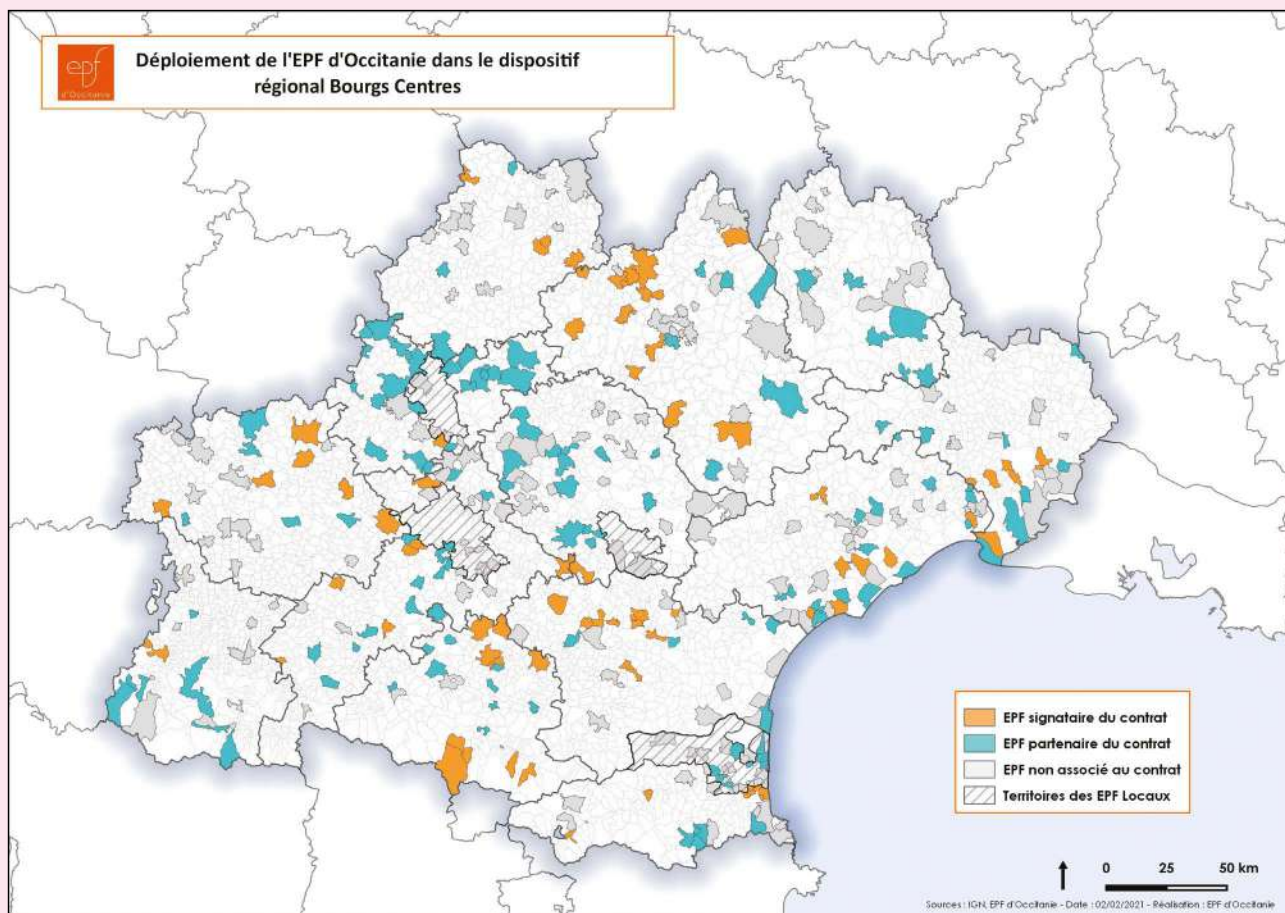 epf
d'Occitanie
Déploiement de l'EPF d'Occitanie dans le dispositif
régional Bourgs Centres
EPF signataire du contrat
EPF partenaire du contrat
EPF non associé au contrat
Territoires des EPF Locaux
0 25 50 km
Sources : IGN, EPF d'Occitanie - Date : 02/02/2021 - Réalisation : EPF d'Occitanie